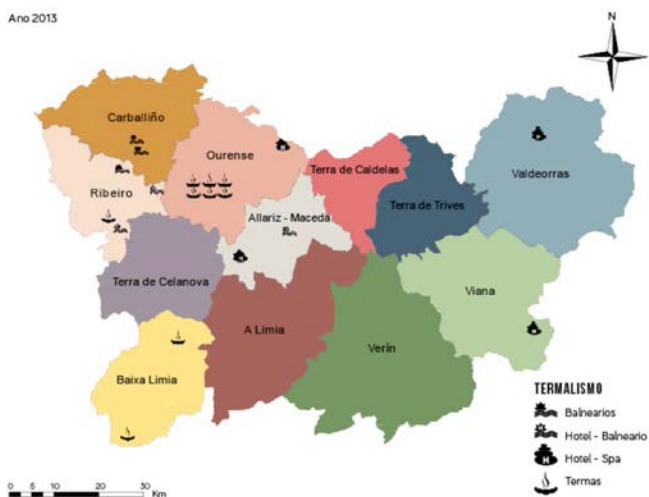 Ano 2013
N
Carballiño
Ourense
Terra de Caldelas
Valdeorras
Ribeiro
Terra de Trives
Allariz - Maceda
Terra de Celanova
Viana
A Limia
Verín
Baixa Limia
TERMALISMO
Balnearios
Hotel - Balneario
H Hotel - Spa
Termas
0 5 10 20 30
Km